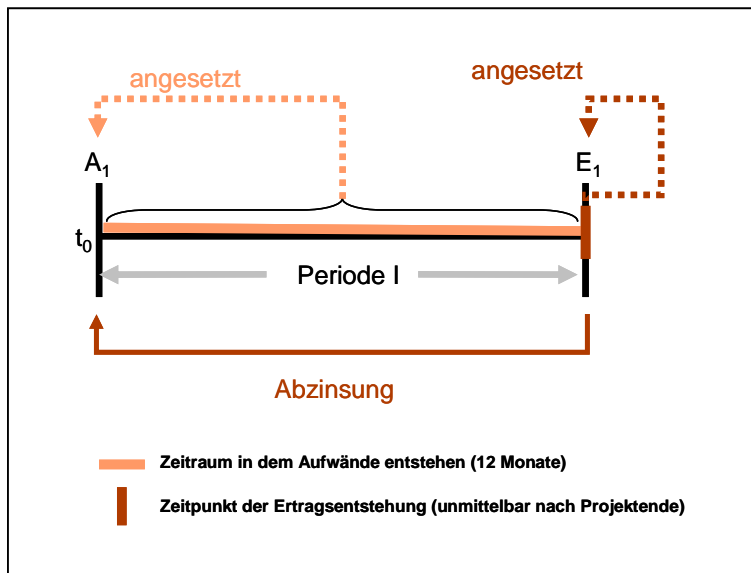 angesetzt
angesetzt
A1
E1
t0
Periode I
Abzinsung
Zeitraum in dem Aufwände entstehen (12 Monate)
Zeitpunkt der Ertragsentstehung (unmittelbar nach Projektende)